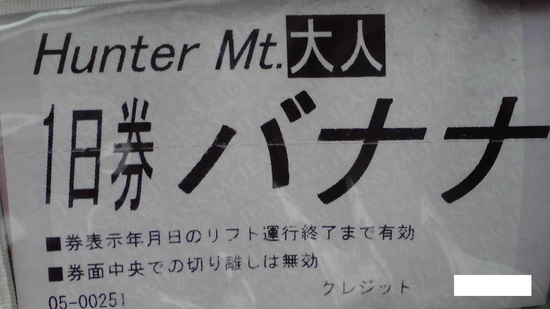 Hunter Mt.大人
1日券 バナナ
■券表示年月日のリフト運行終了まで有効
■券面中央での切り離しは無効
05-00251 クレジット